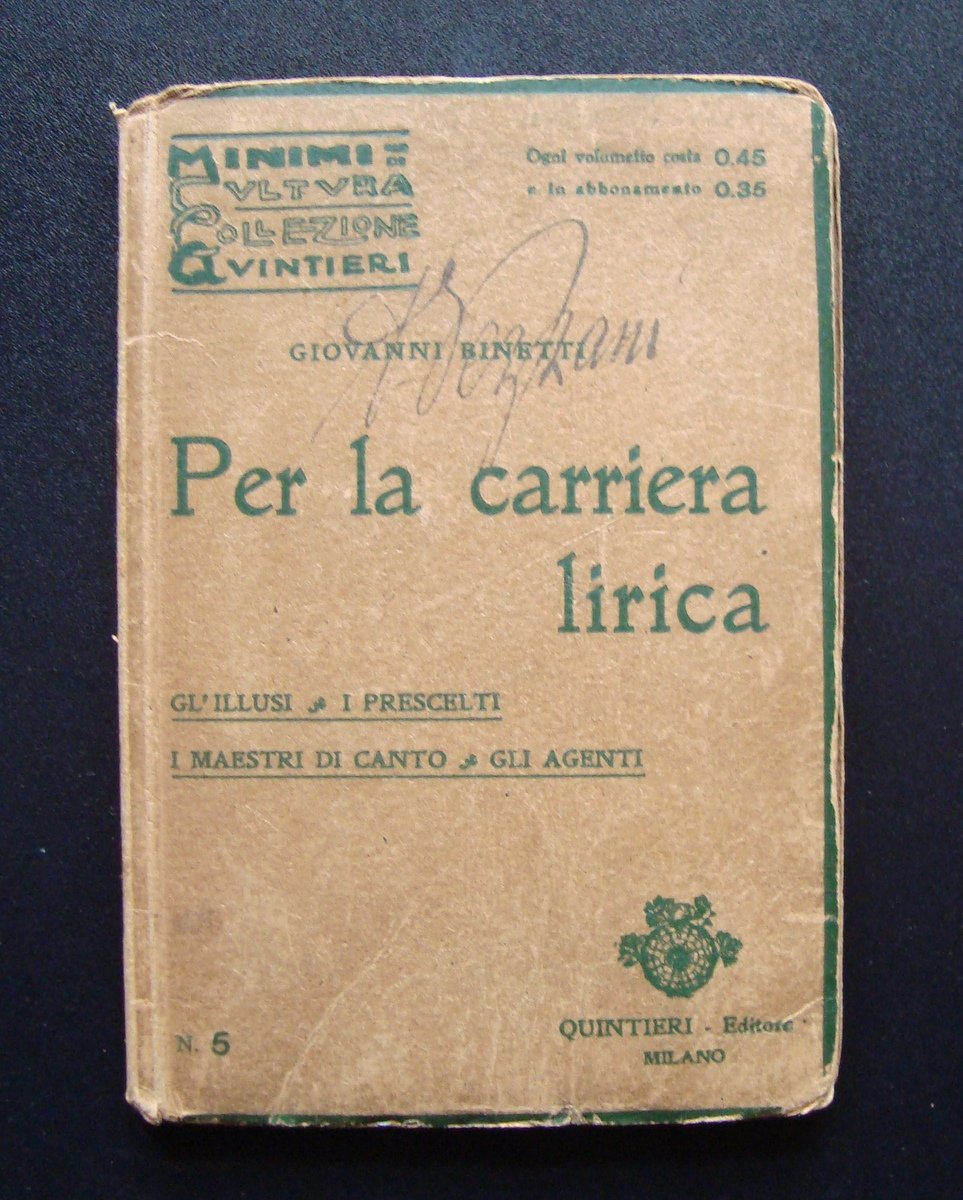 MINIMI DI
CVLTVRA
COLLEZIONE
QVINTIERI
Ogni volumetto costa 0.45
e in abbonamento 0.35
GIOVANNI BINETTI
Per la carriera
lirica
GL'ILLUSI I PRESCELTI
I MAESTRI DI CANTO GLI AGENTI
N. 5
QUINTIERI - Editore
MILANO